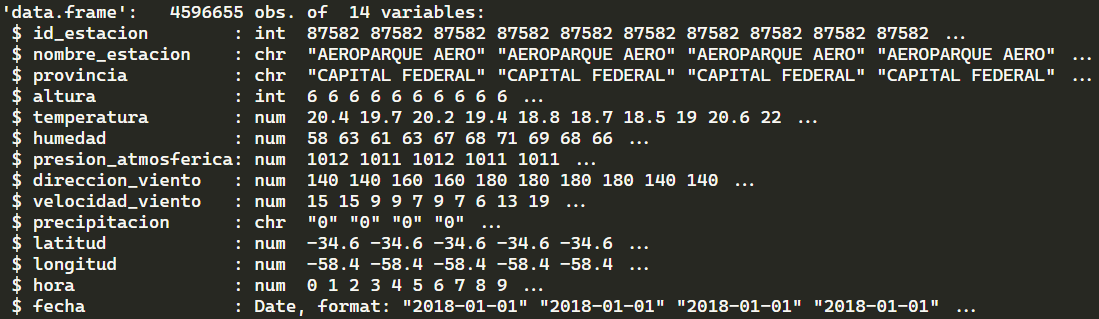 'data.frame':   4596655 obs. of  14 variables:
 $ id_estacion        : int  87582 87582 87582 87582 87582 87582 87582 87582 87582 87582 ...
 $ nombre_estacion    : chr  "AEROPARQUE AERO" "AEROPARQUE AERO" "AEROPARQUE AERO" "AEROPARQUE AERO" ...
 $ provincia          : chr  "CAPITAL FEDERAL" "CAPITAL FEDERAL" "CAPITAL FEDERAL" "CAPITAL FEDERAL" ...
 $ altura             : int  6 6 6 6 6 6 6 6 6 6 ...
 $ temperatura        : num  20.4 19.7 20.2 19.4 18.8 18.7 18.5 19 20.6 22 ...
 $ humedad            : num  58 63 61 63 67 68 71 69 68 66 ...
 $ presion_atmosferica: num  1012 1011 1012 1011 1011 ...
 $ direccion_viento   : num  140 140 160 160 180 180 180 180 140 140 ...
 $ velocidad_viento   : num  15 15 9 9 7 9 7 6 13 19 ...
 $ precipitacion      : chr  "0" "0" "0" "0" ...
 $ latitud            : num  -34.6 -34.6 -34.6 -34.6 -34.6 ...
 $ longitud           : num  -58.4 -58.4 -58.4 -58.4 -58.4 ...
 $ hora               : num  0 1 2 3 4 5 6 7 8 9 ...
 $ fecha              : Date, format: "2018-01-01" "2018-01-01" "2018-01-01" "2018-01-01" ...